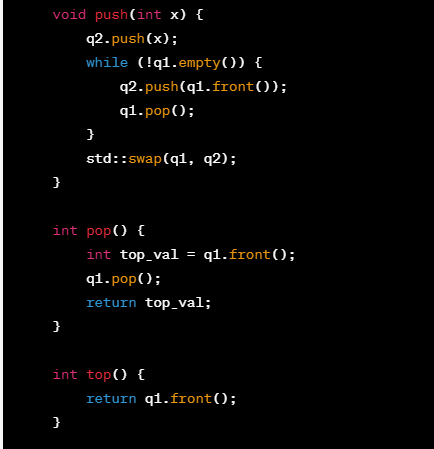 void push(int x) {
    q2.push(x);
    while (!q1.empty()) {
        q2.push(q1.front());
        q1.pop();
    }
    std::swap(q1, q2);
}

int pop() {
    int top_val = q1.front();
    q1.pop();
    return top_val;
}

int top() {
    return q1.front();
}